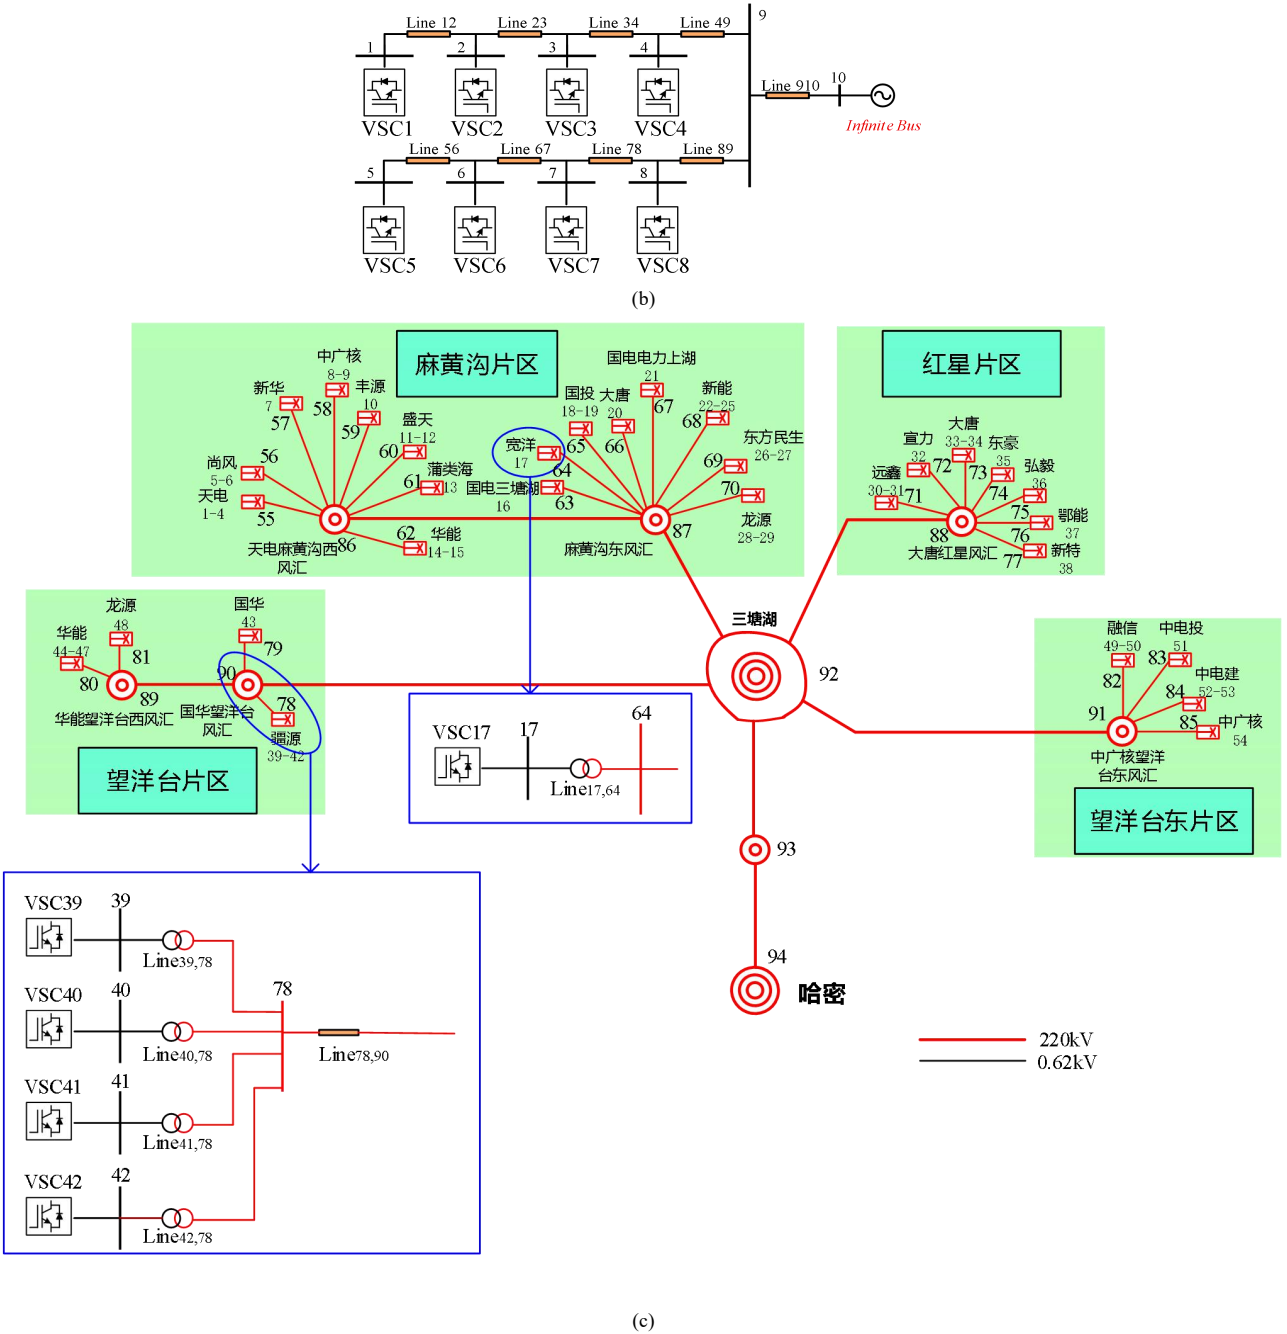 Line 12
Line 23
Line 34
Line 49
9
1
2
3
4
VSC1
VSC2
VSC3
VSC4
Line 910
10
Infinite Bus
Line 56
Line 67
Line 78
Line 89
5
6
7
8
VSC5
VSC6
VSC7
VSC8
(b)
麻黄沟片区
中广核
8-9
58
新华
7
57
丰源
10
59
盛天
11-12
60
尚风
5-6
56
天电
1-4
55
蒲类海
13
61
华能
14-15
62
86
天电麻黄沟西
风汇
国电电力上湖
21
67
国投
18-19
65
大唐
20
66
新能
22-25
68
宽洋
17
64
国电三塘湖
16
63
东方民生
26-27
69
龙源
28-29
70
87
麻黄沟东风汇
红星片区
大唐
33-34
73
宣力
32
72
东豪
35
74
远鑫
30-31
71
弘毅
36
75
鄂能
37
76
新特
38
77
88
大唐红星风汇
龙源
48
81
华能
44-47
80
89
华能望洋台西风汇
国华
43
79
90
78
国华望洋台
风汇
疆源
39-42
望洋台片区
三塘湖
92
融信
49-50
82
中电投
51
83
中电建
52-53
84
中广核
54
85
91
中广核望洋
台东风汇
望洋台东片区
VSC17
17
64
Line17,64
93
94
哈密
220kV
0.62kV
VSC39
39
Line39,78
VSC40
40
Line40,78
78
Line78,90
VSC41
41
Line41,78
VSC42
42
Line42,78
(c)